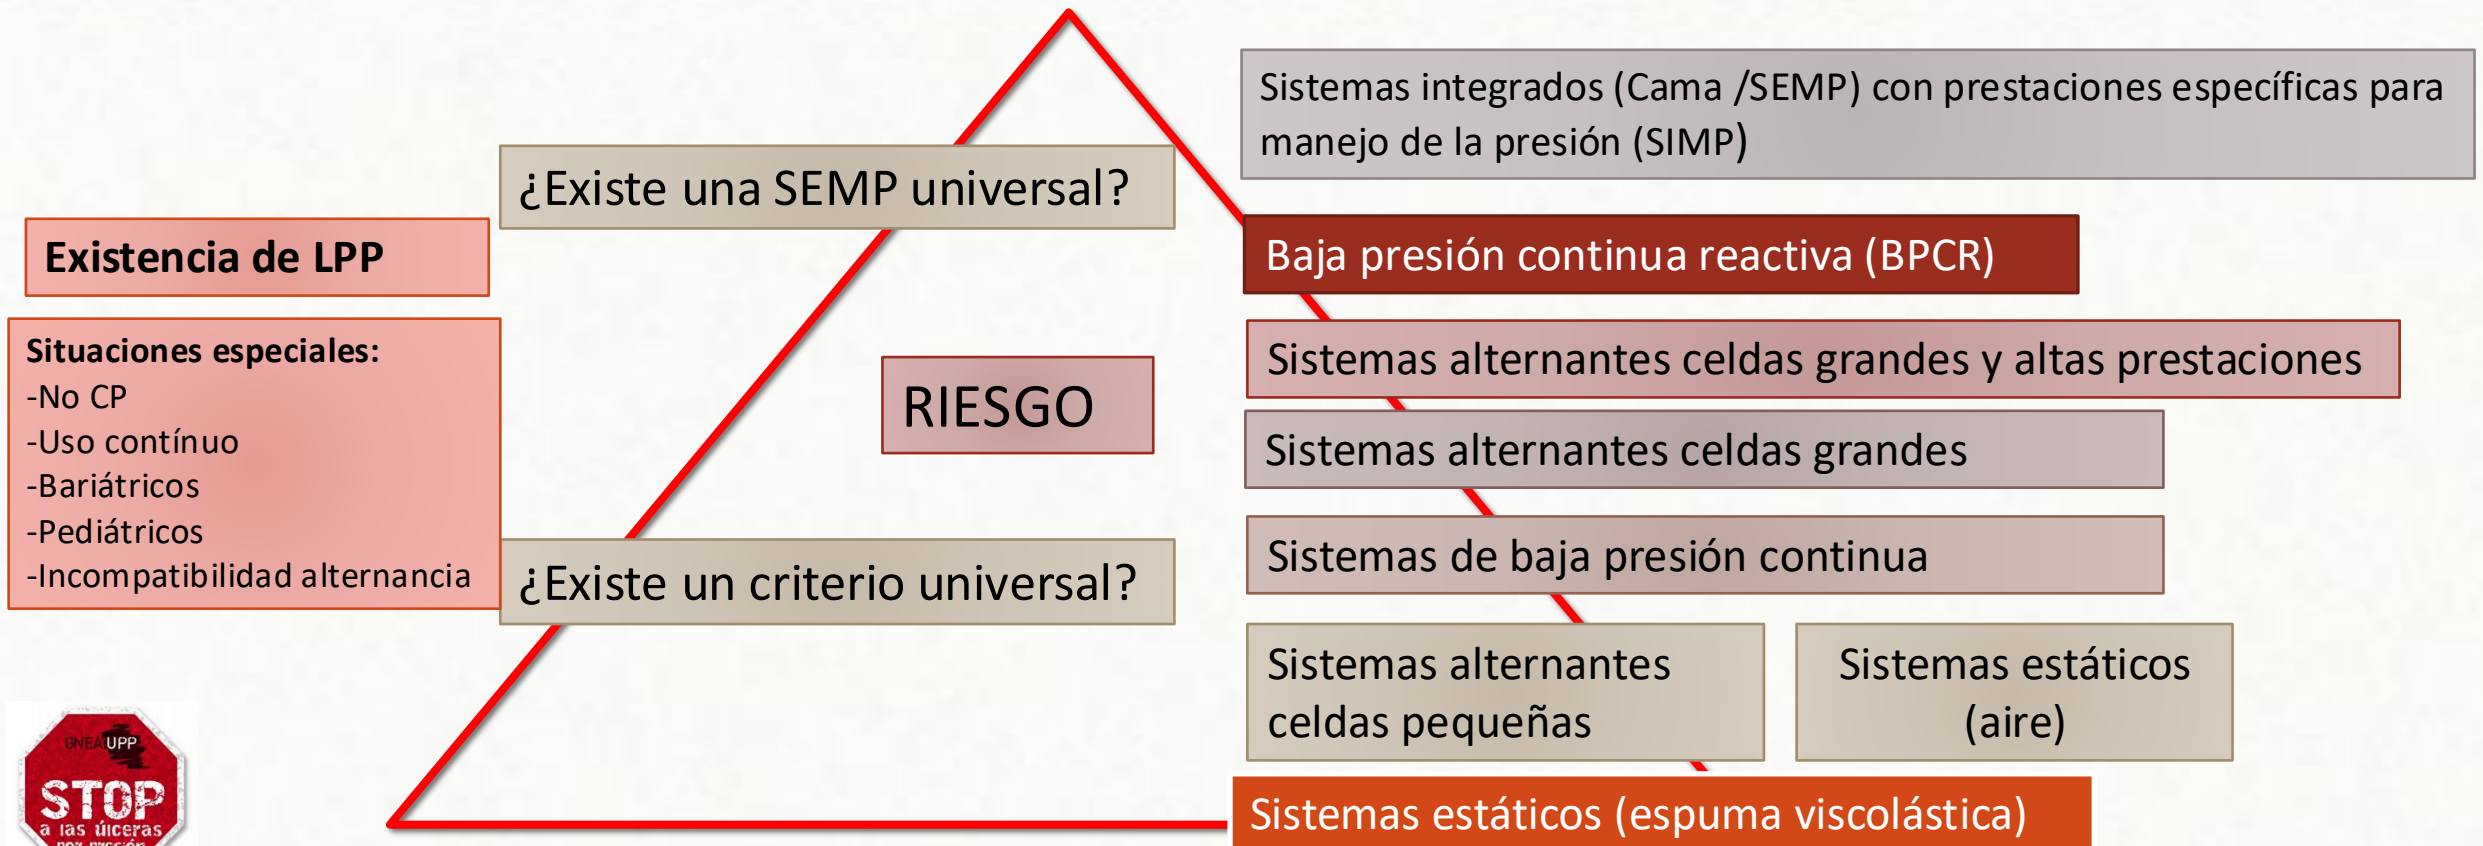 Sistemas integrados (Cama /SEMP) con prestaciones específicas para
manejo de la presión (SIMP)
¿Existe una SEMP universal?
Existencia de LPP
Baja presión continua reactiva (BPCR)
Situaciones especiales:
-No CP
-Uso contínuo
-Bariátricos
-Pediátricos
-Incompatibilidad alternancia
RIESGO
Sistemas alternantes celdas grandes y altas prestaciones
Sistemas alternantes celdas grandes
Sistemas de baja presión continua
¿Existe un criterio universal?
Sistemas alternantes
celdas pequeñas
Sistemas estáticos
(aire)
Sistemas estáticos (espuma viscolástica)
GNEAUPP
STOP
a las úlceras
por presión